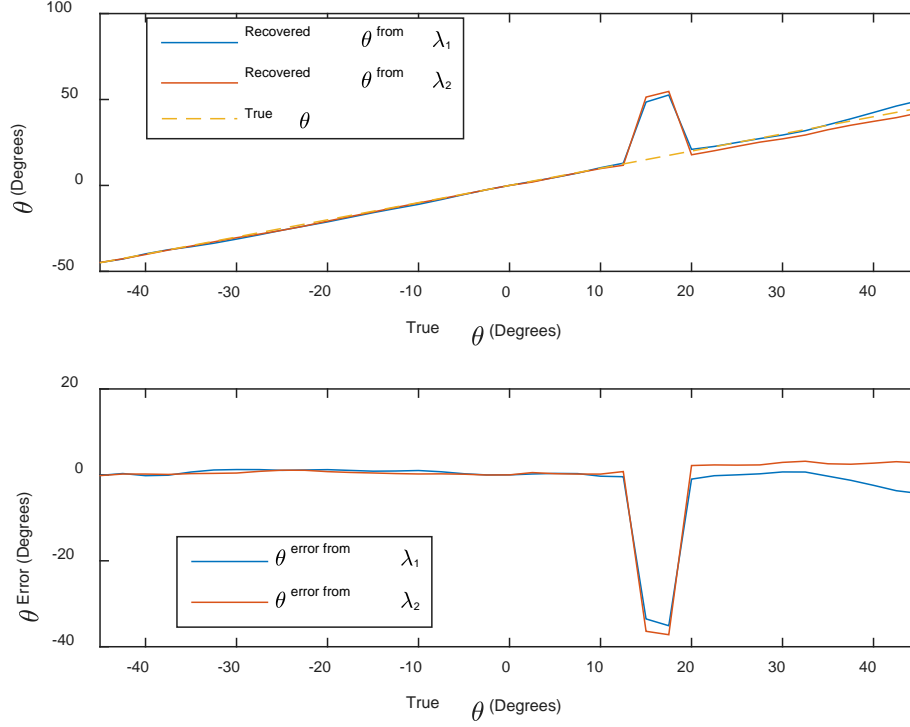 100
50
0
-50
θ (Degrees)
Recovered θ from λ1
Recovered θ from λ2
True θ
-40 -30 -20 -10 0 10 20 30 40
True θ (Degrees)
20
0
-20
-40
θ Error (Degrees)
θ error from λ1
θ error from λ2
-40 -30 -20 -10 0 10 20 30 40
True θ (Degrees)